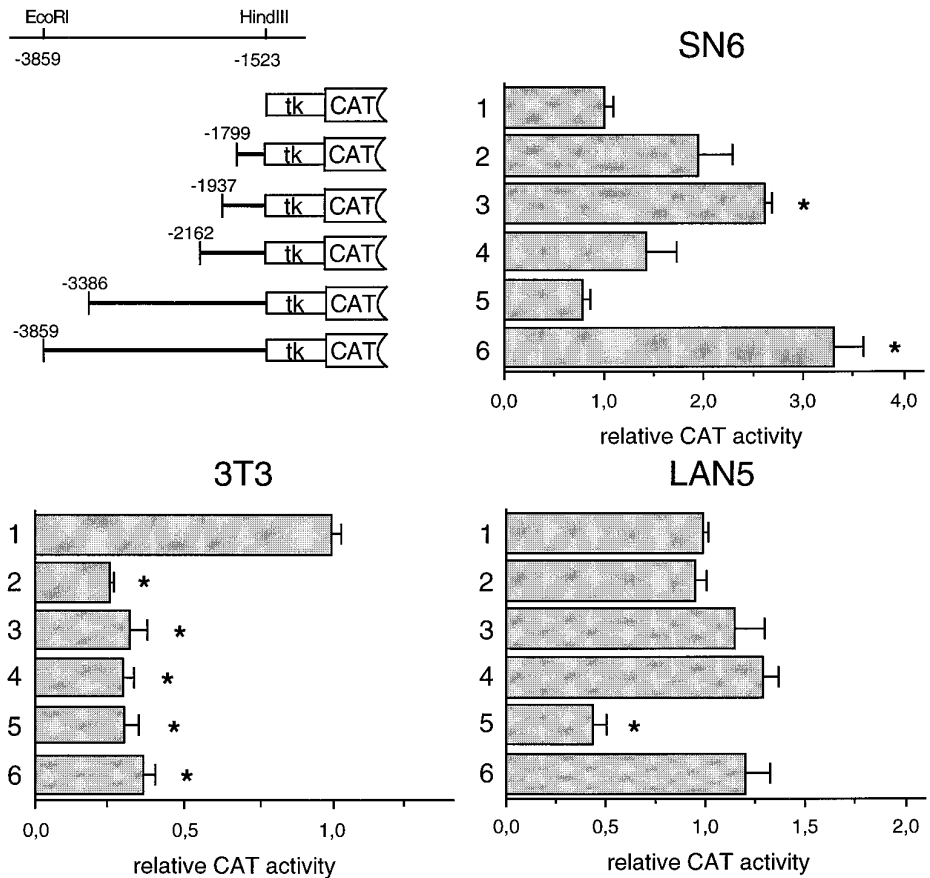 EcoRI HindIII
-3859 -1523
tk CAT
-1799
tk CAT
-1937
tk CAT
-2162
tk CAT
-3386
tk CAT
-3859
tk CAT
SN6
1
2
3 *
4
5
6 *
0,0 1,0 2,0 3,0 4,0
relative CAT activity
3T3
1
2 *
3 *
4 *
5 *
6 *
0,0 0,5 1,0
relative CAT activity
LAN5
1
2
3
4
5 *
6
0,0 0,5 1,0 1,5 2,0
relative CAT activity